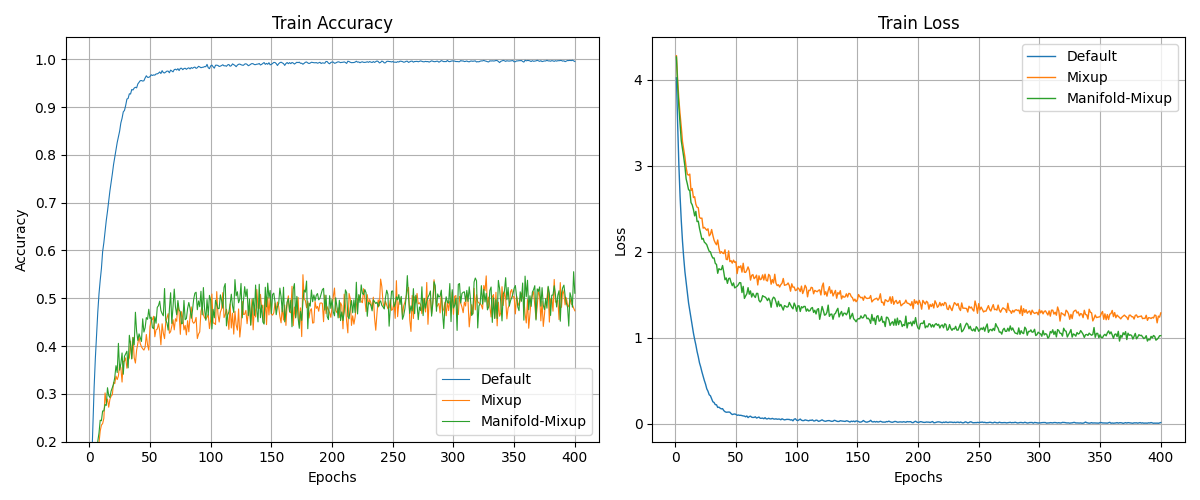 Train Accuracy
Accuracy
1.0
0.9
0.8
0.7
0.6
0.5
0.4
0.3
0.2
Default
Mixup
Manifold-Mixup
0 50 100 150 200 250 300 350 400
Epochs
Train Loss
Loss
4
3
2
1
0
Default
Mixup
Manifold-Mixup
0 50 100 150 200 250 300 350 400
Epochs